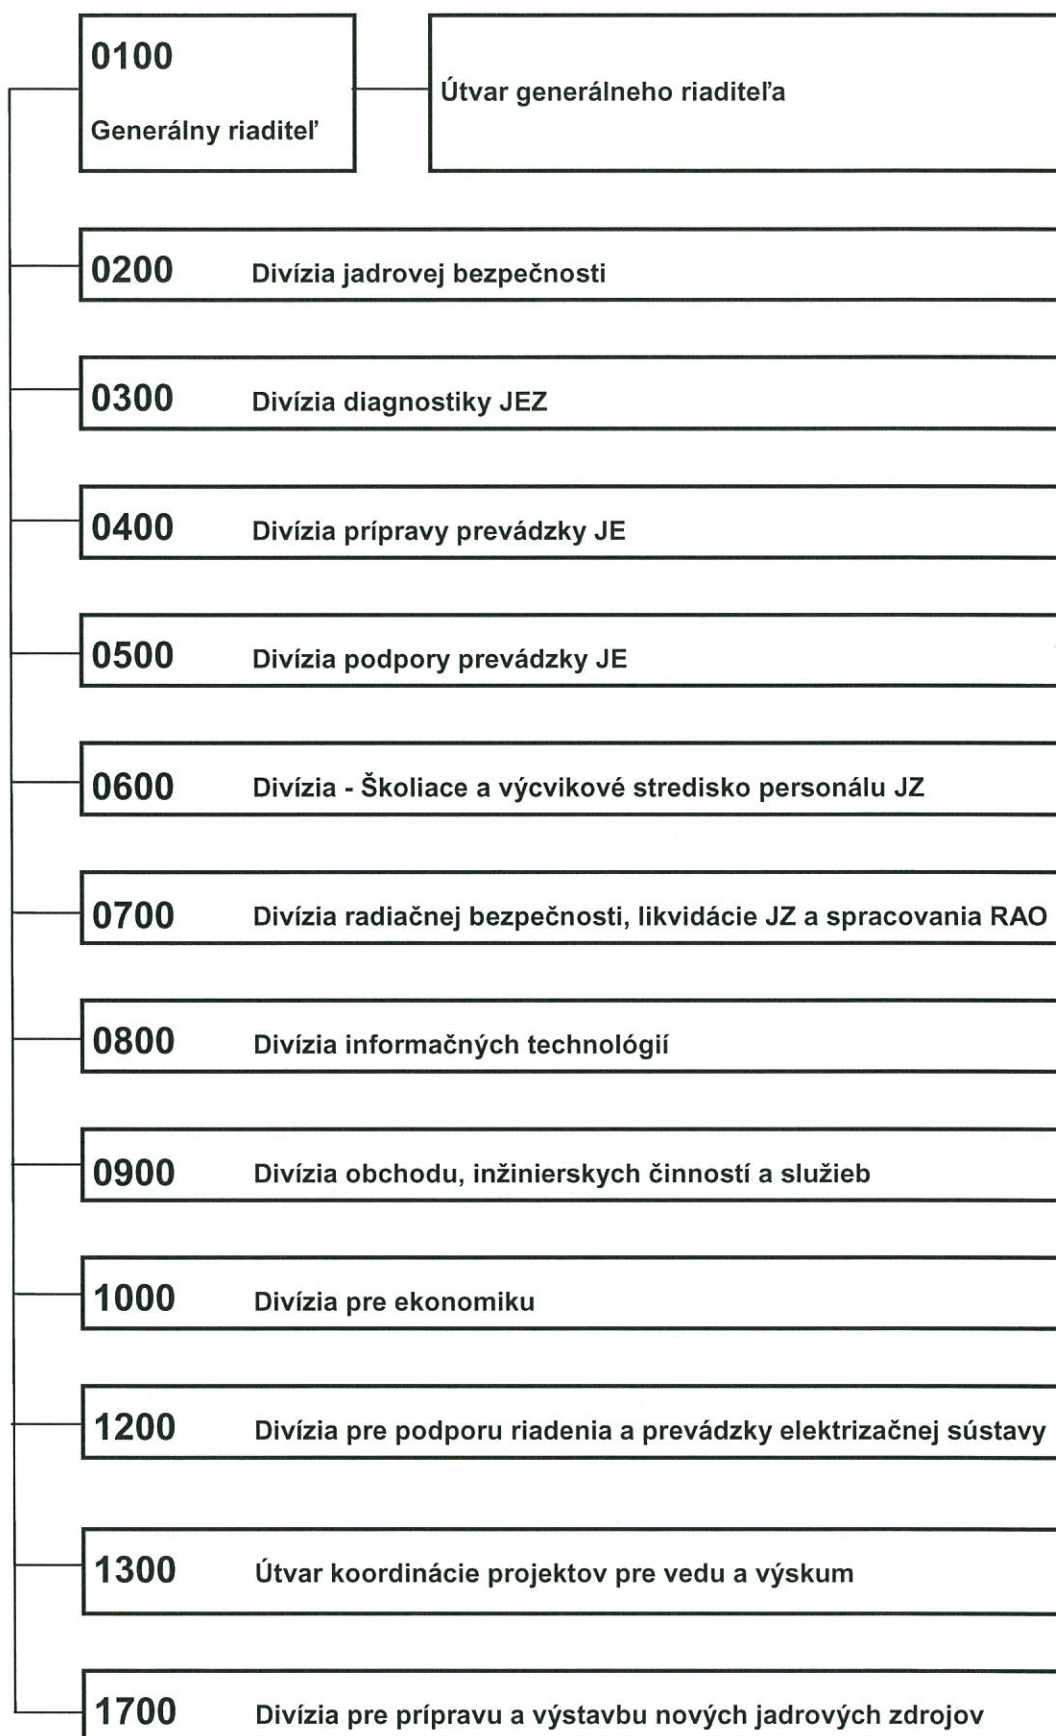 0100
Generálny riaditeľ
Útvar generálneho riaditeľa
0200 Divízia jadrovej bezpečnosti
0300 Divízia diagnostiky JEZ
0400 Divízia prípravy prevádzky JE
0500 Divízia podpory prevádzky JE
0600 Divízia - Školiace a výcvikové stredisko personálu JZ
0700 Divízia radiačnej bezpečnosti, likvidácie JZ a spracovania RAO
0800 Divízia informačných technológií
0900 Divízia obchodu, inžinierskych činností a služieb
1000 Divízia pre ekonomiku
1200 Divízia pre podporu riadenia a prevádzky elektrizačnej sústavy
1300 Útvar koordinácie projektov pre vedu a výskum
1700 Divízia pre prípravu a výstavbu nových jadrových zdrojov